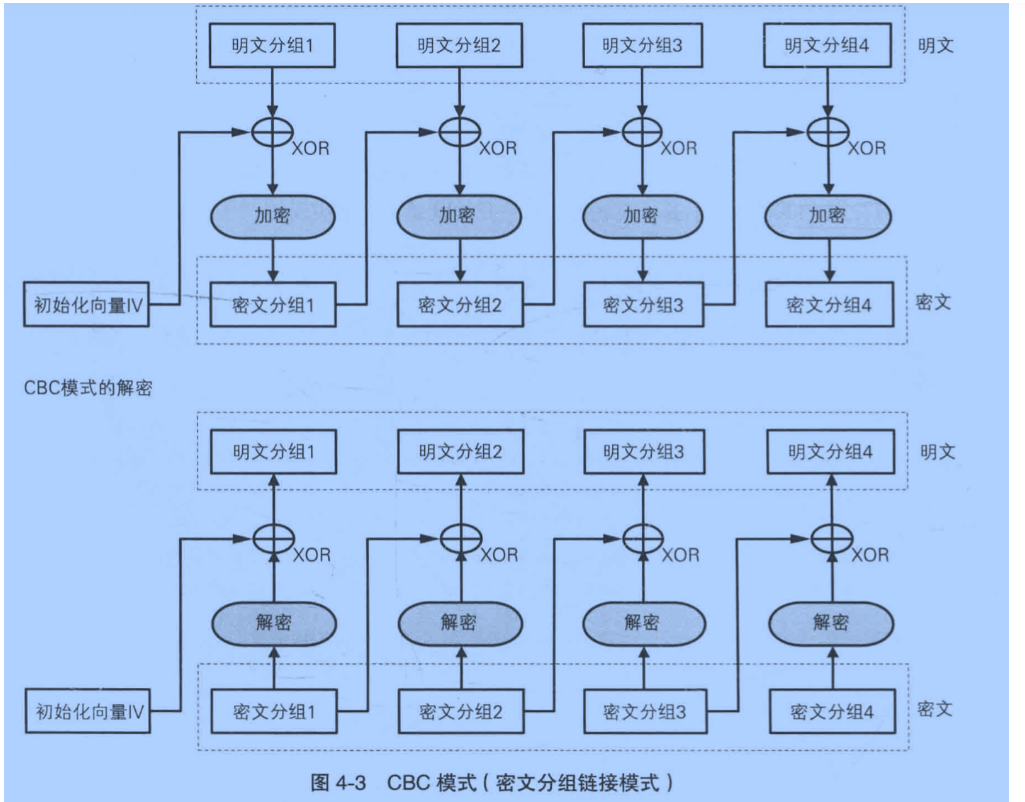 明文分组1 明文分组2 明文分组3 明文分组4 明文
XOR XOR XOR XOR
加密 加密 加密 加密
初始化向量IV 密文分组1 密文分组2 密文分组3 密文分组4 密文
CBC模式的解密
明文分组1 明文分组2 明文分组3 明文分组4 明文
XOR XOR XOR XOR
解密 解密 解密 解密
初始化向量IV 密文分组1 密文分组2 密文分组3 密文分组4 密文
图 4-3 CBC 模式（密文分组链接模式）